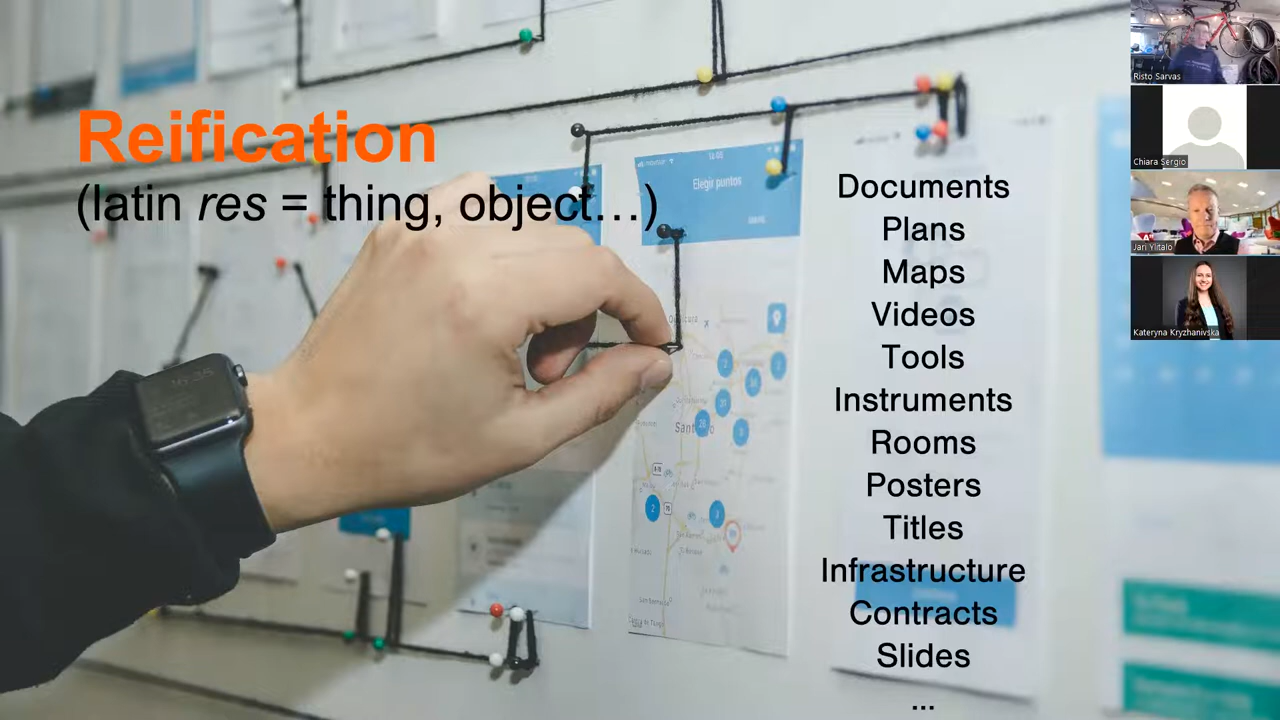 Reification
(latin res = thing, object…)
Documents
Plans
Maps
Videos
Tools
Instruments
Rooms
Posters
Titles
Infrastructure
Contracts
Slides
...
Risto Sarvas
Chiara Sergio
Jari Ylitalo
Kateryna Kryzhanivska
Elegir puntos